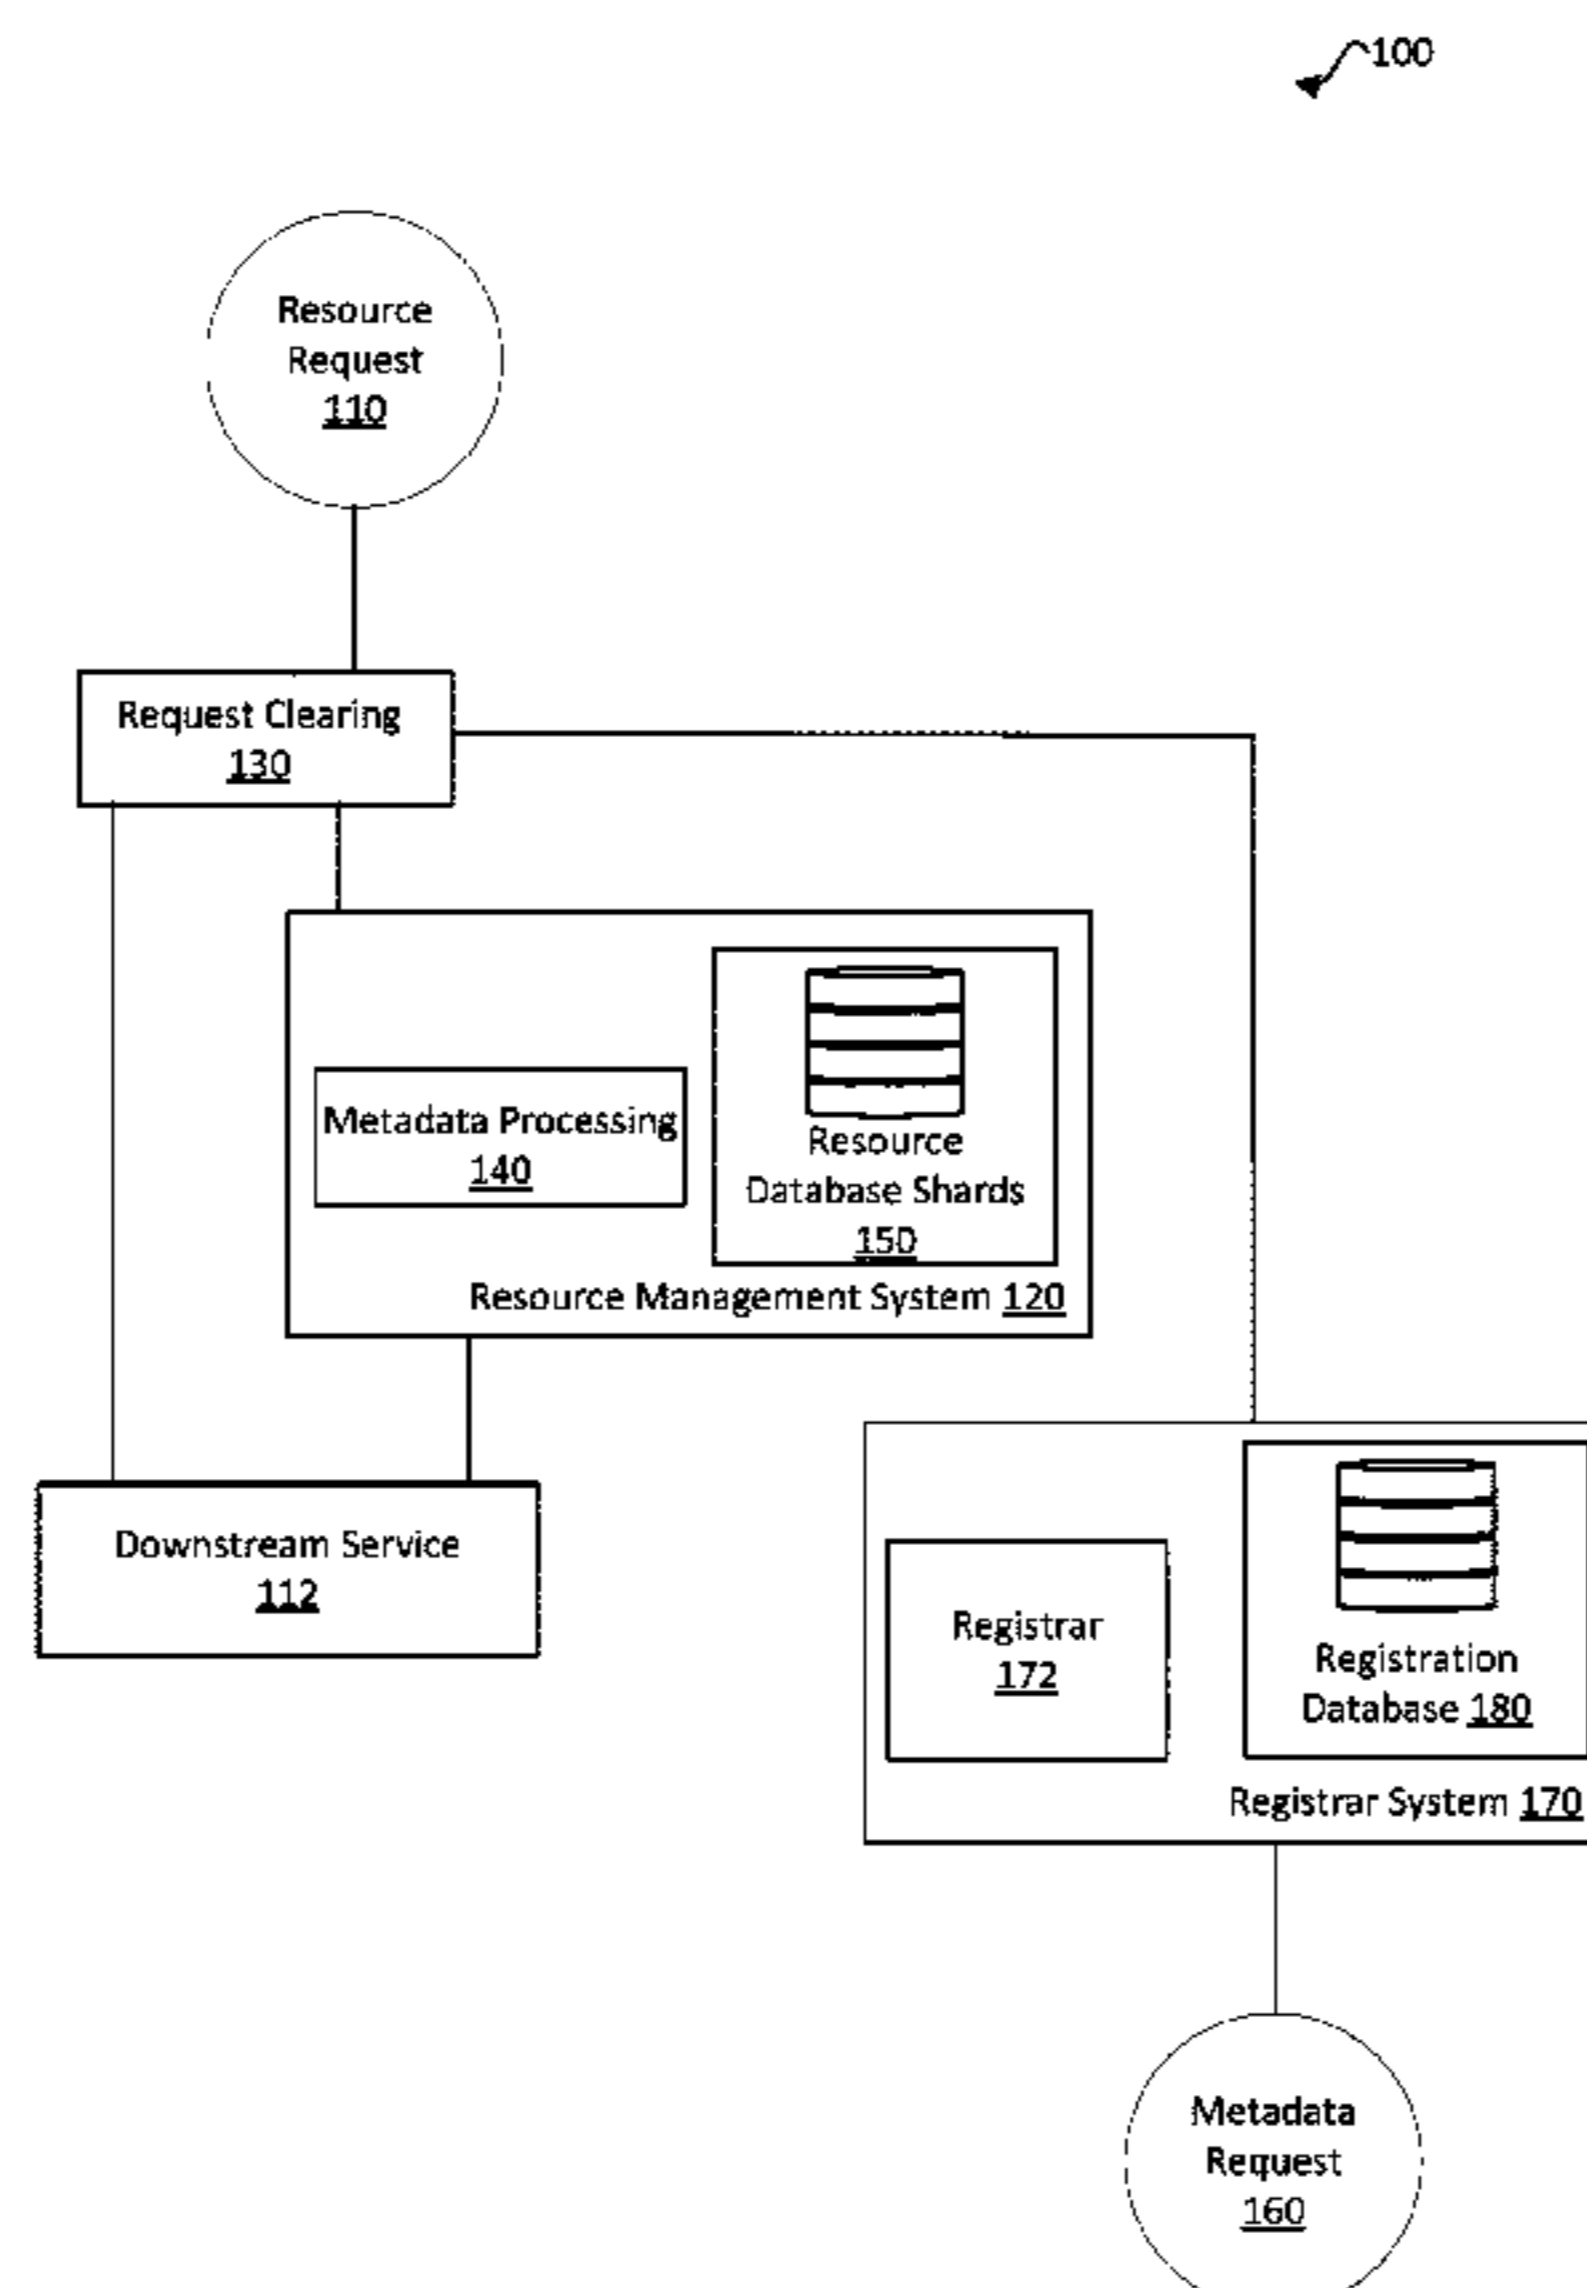 100
Resource
Request
110
Request Clearing
130
Metadata Processing
140
Resource
Database Shards
150
Resource Management System 120
Downstream Service
112
Registrar
172
Registration
Database 180
Registrar System 170
Metadata
Request
160